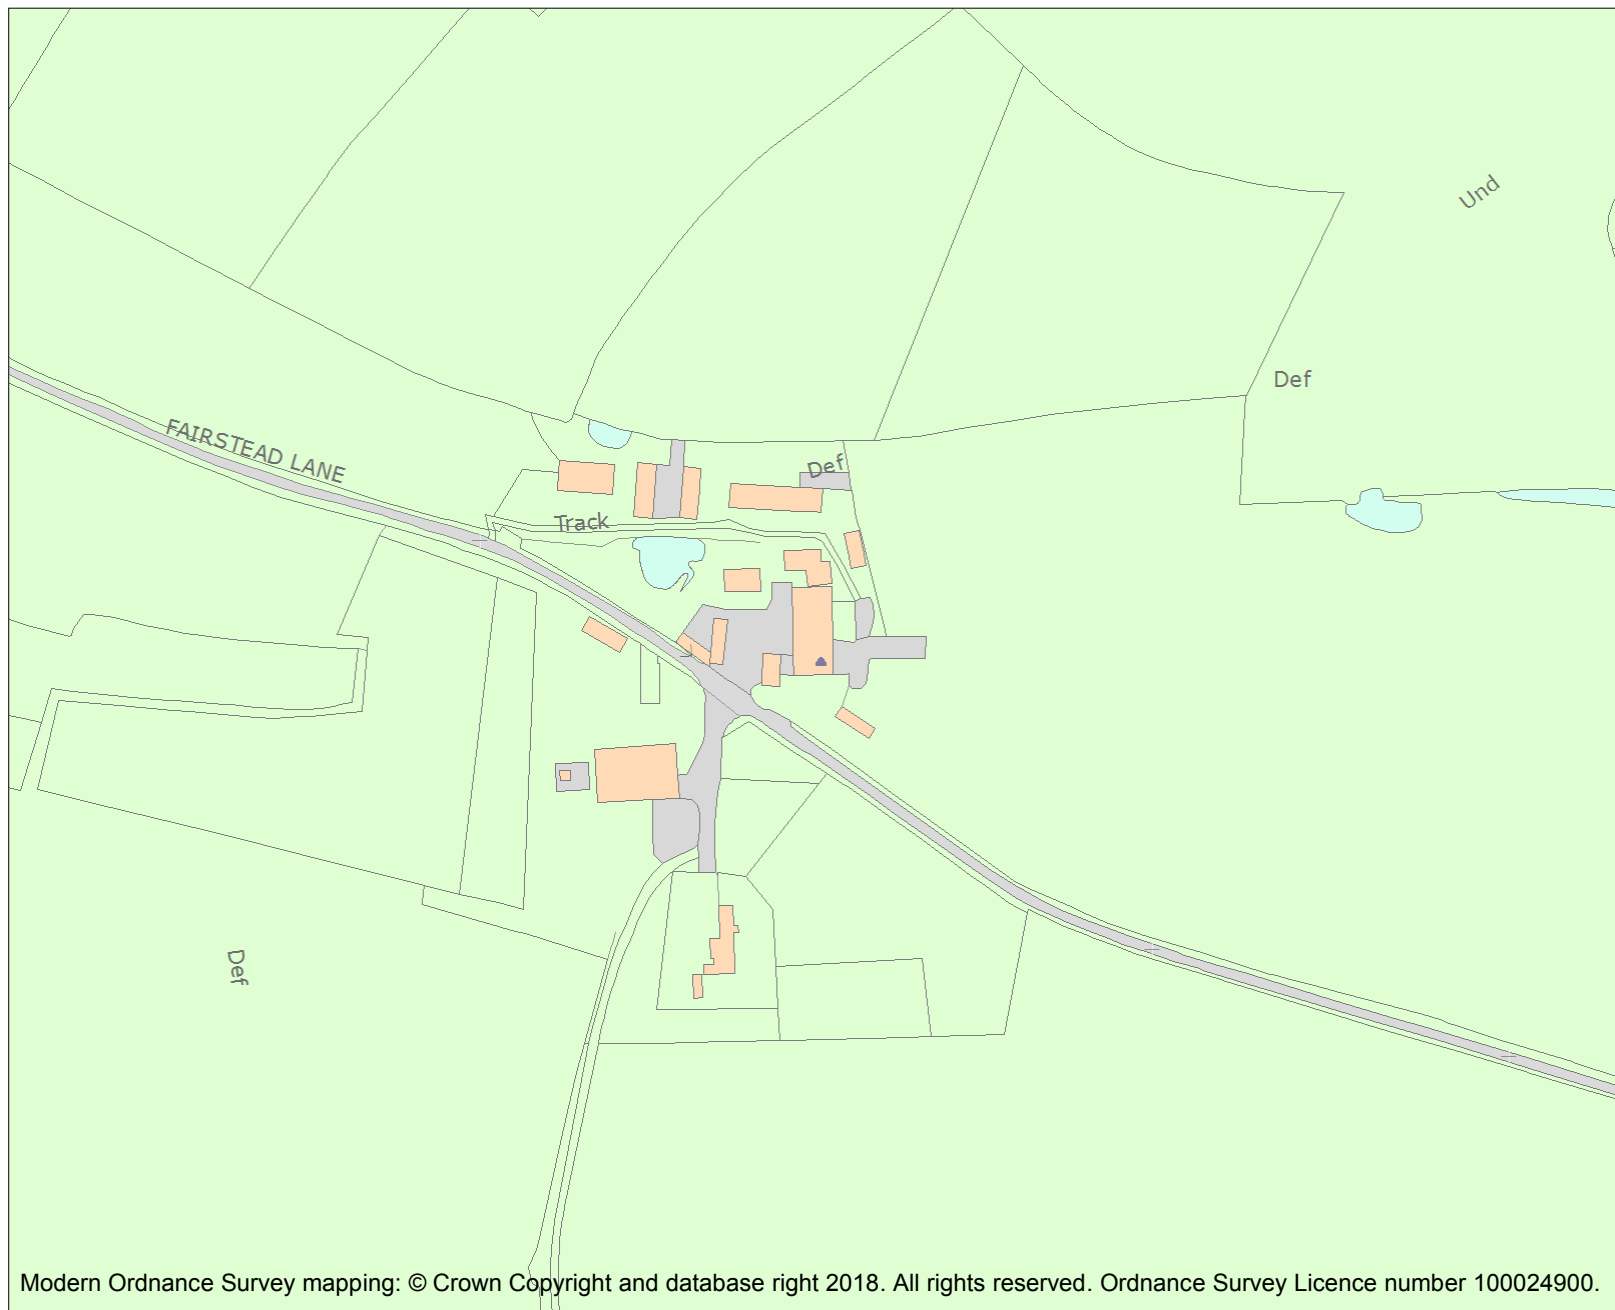 Und
Def
FAIRSTEAD LANE
Def
Track
Def
Modern Ordnance Survey mapping: © Crown Copyright and database right 2018. All rights reserved. Ordnance Survey Licence number 100024900.